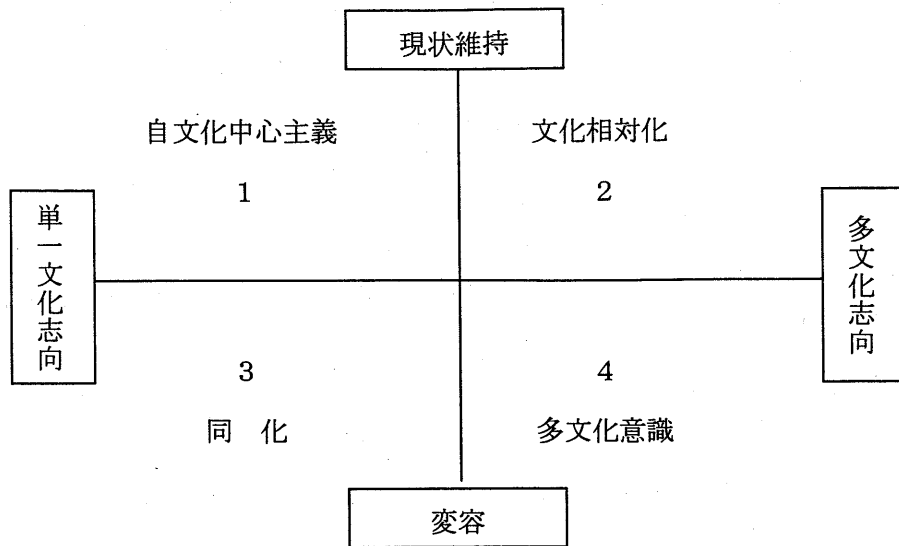 現状維持
自文化中心主義
文化相対化
1
2
単一文化志向
多文化志向
3
4
同 化
多文化意識
変容